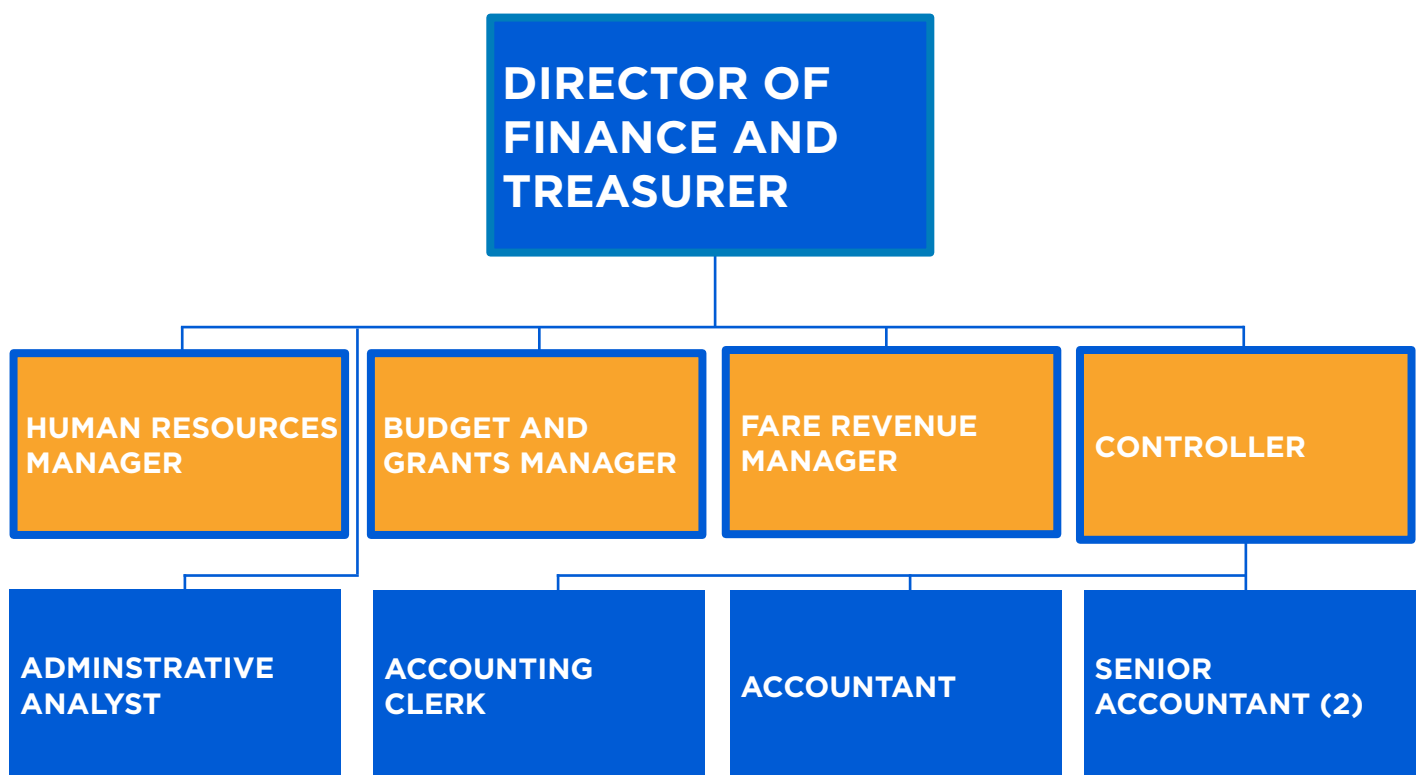 DIRECTOR OF
FINANCE AND
TREASURER
HUMAN RESOURCES
MANAGER
BUDGET AND
GRANTS MANAGER
FARE REVENUE
MANAGER
CONTROLLER
ADMINSTRATIVE
ANALYST
ACCOUNTING
CLERK
ACCOUNTANT
SENIOR
ACCOUNTANT (2)